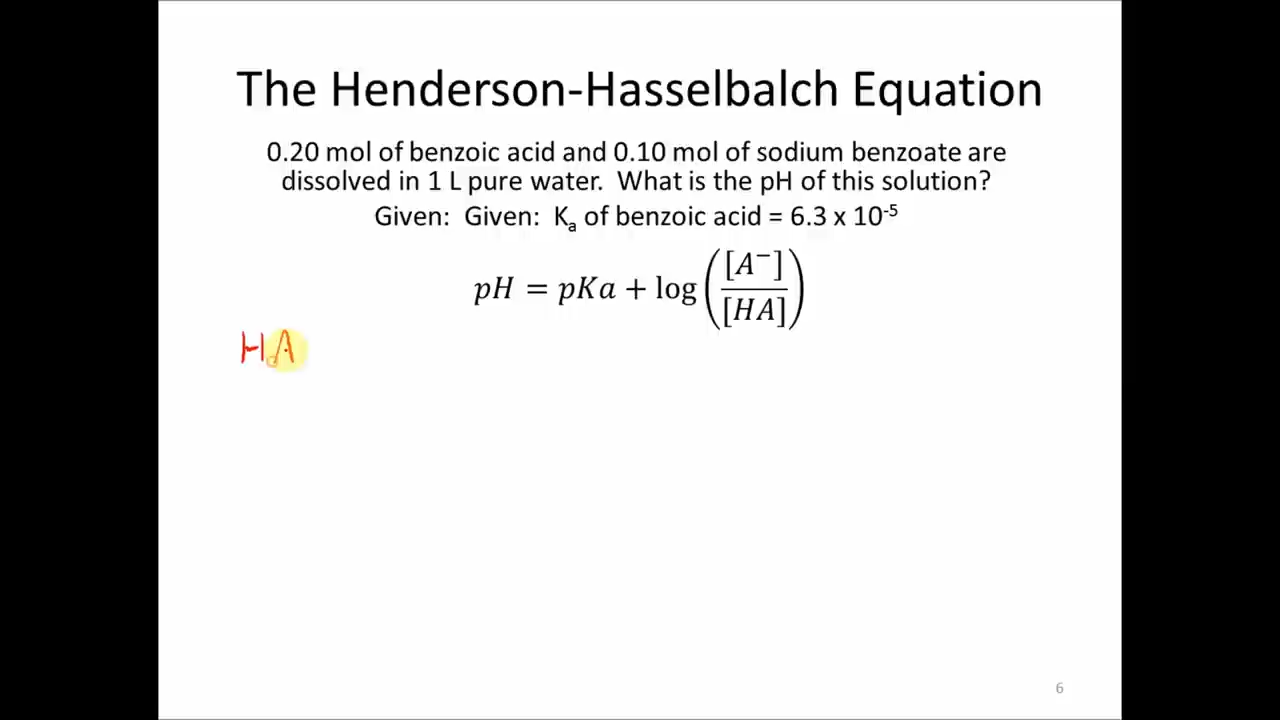 The Henderson-Hasselbalch Equation
0.20 mol of benzoic acid and 0.10 mol of sodium benzoate are
dissolved in 1 L pure water.  What is the pH of this solution?
Given:  Given:  Kₐ of benzoic acid = 6.3 x 10⁻⁵
pH = pKa + log([A⁻]/[HA])
HA
6